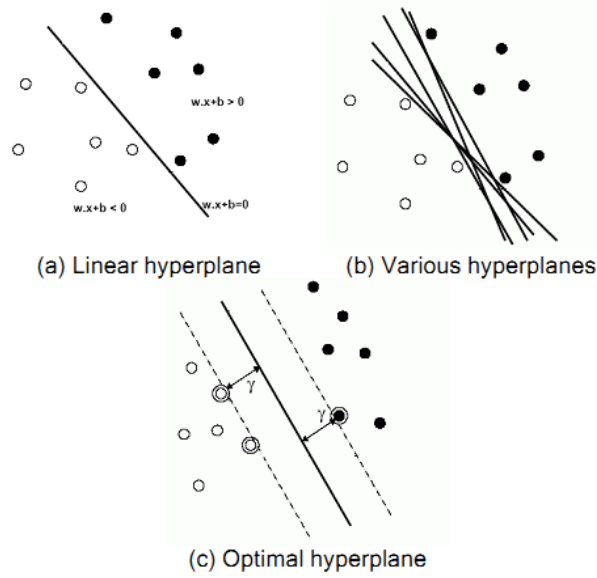 w.x+b > 0
w.x+b < 0
w.x+b=0
(a) Linear hyperplane
(b) Various hyperplanes
γ
γ
(c) Optimal hyperplane